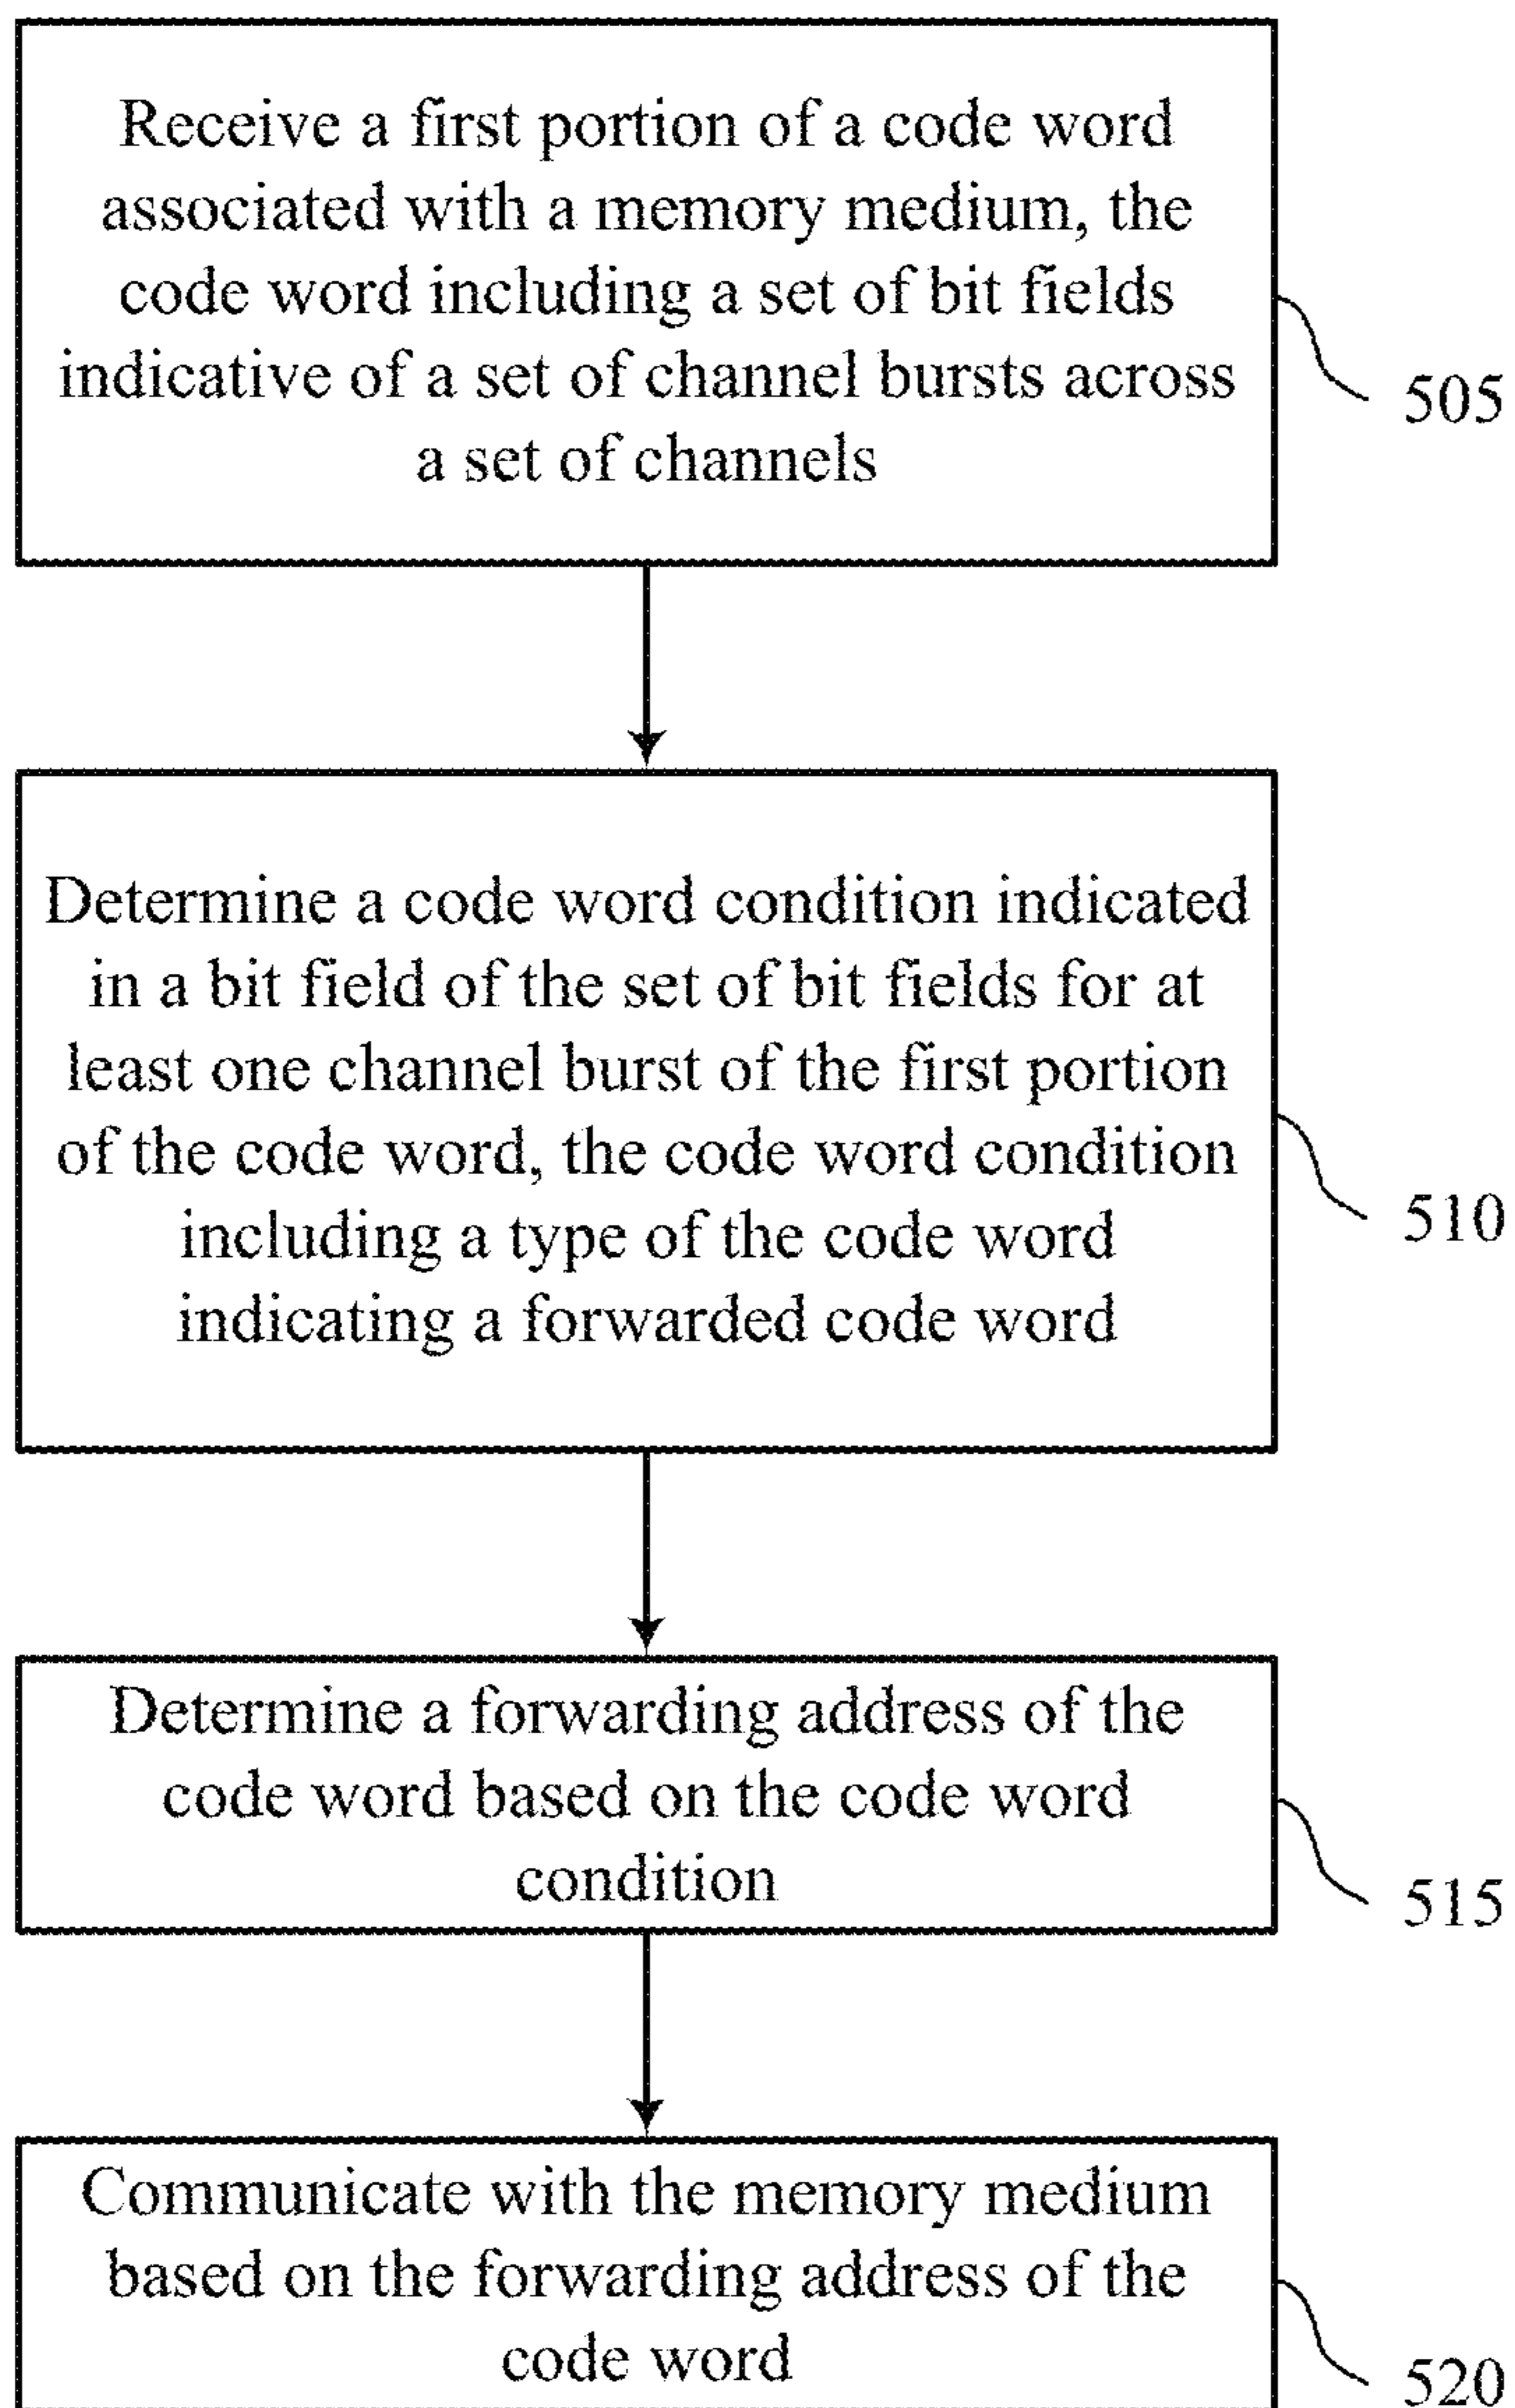 Receive a first portion of a code word
associated with a memory medium, the
code word including a set of bit fields
indicative of a set of channel bursts across
a set of channels
505
Determine a code word condition indicated
in a bit field of the set of bit fields for at
least one channel burst of the first portion
of the code word, the code word condition
including a type of the code word
indicating a forwarded code word
510
Determine a forwarding address of the
code word based on the code word
condition
515
Communicate with the memory medium
based on the forwarding address of the
code word
520